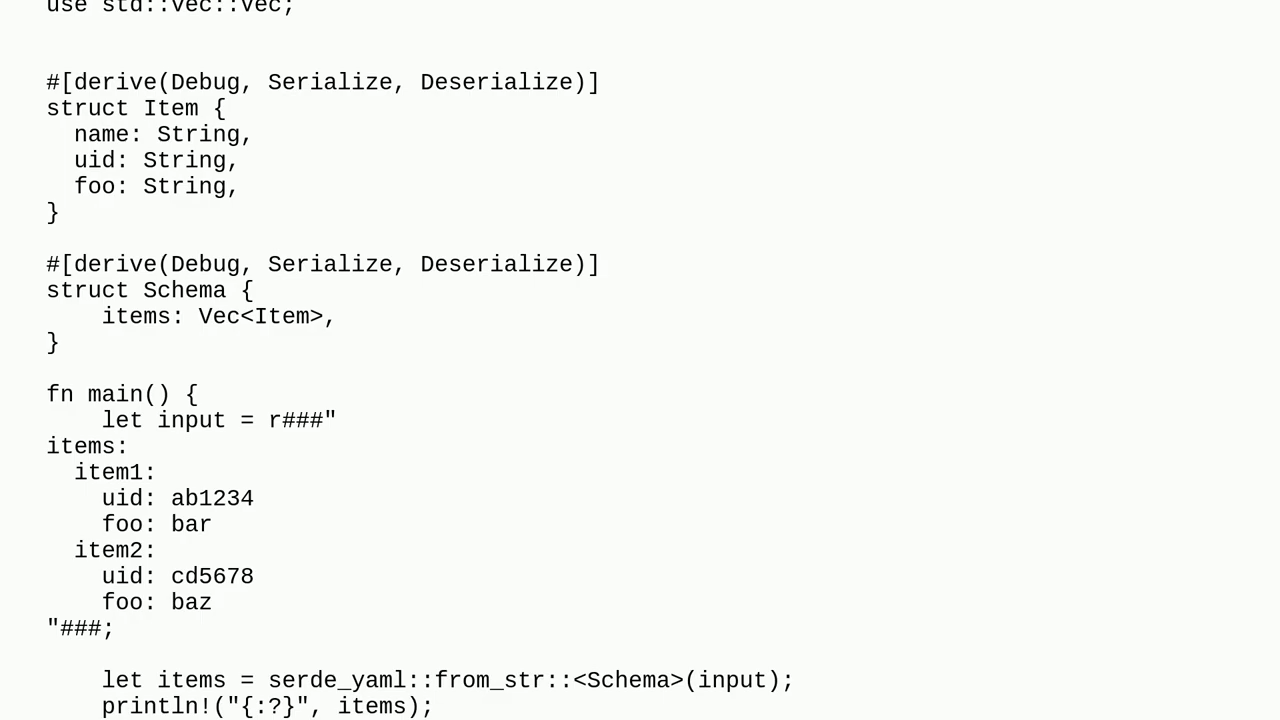 use std::vec::Vec;
#[derive(Debug, Serialize, Deserialize)]
struct Item {
  name: String,
  uid: String,
  foo: String,
}
#[derive(Debug, Serialize, Deserialize)]
struct Schema {
    items: Vec<Item>,
}
fn main() {
    let input = r###"
items:
  item1:
    uid: ab1234
    foo: bar
  item2:
    uid: cd5678
    foo: baz
"###;
    let items = serde_yaml::from_str::<Schema>(input);
    println!("{:?}", items);